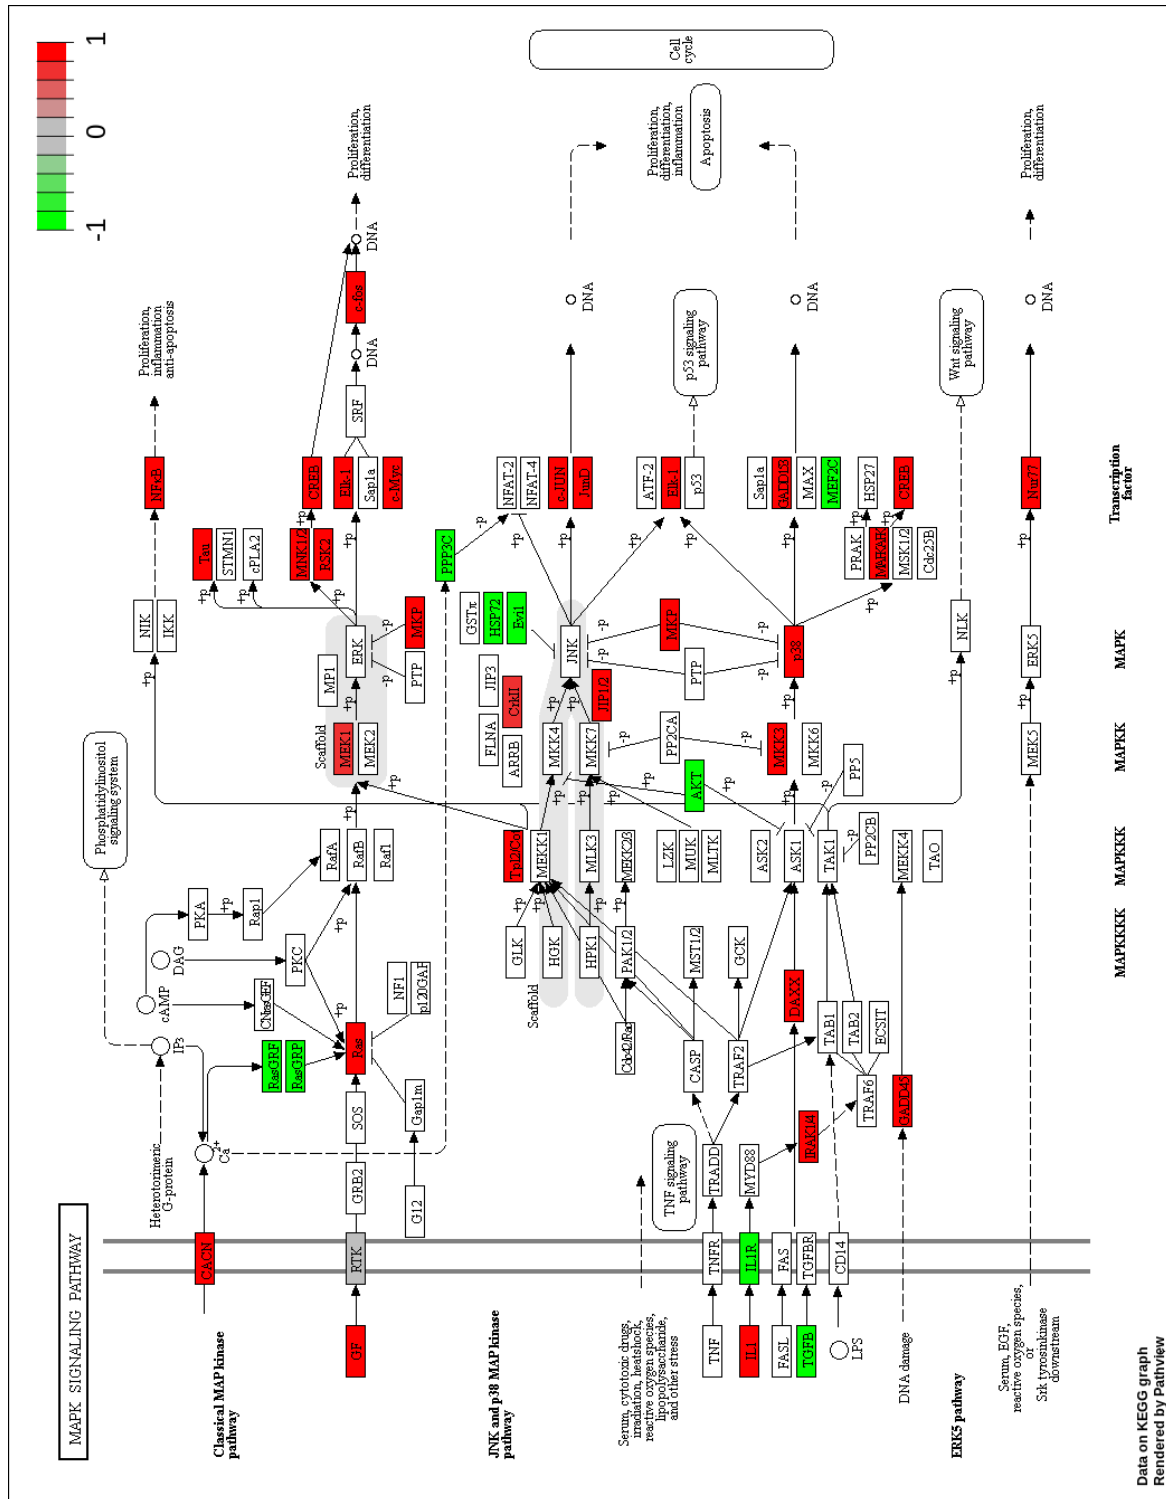 MAPK SIGNALING PATHWAY
-1
0
1
Classical MAP kinase
pathway
Heterotrimeric
G-protein
Phosphatidylinositol
signaling system
IP3
cAMP
DAG
Ca2+
CACN
RasGRF
RasGRP
CNrasGEF
PKA
Rap1
+p
PKC
RafA
RafB
Raf1
GF
RTK
GRB2
SOS
Ras
+p
+p
G12
Gap1m
NF1
p120GAP
Scaffold
MEK1
MEK2
+p
+p
+p
MP1
ERK
PTP
MKP
-p
-p
NIK
IKK
+p
NFκB
Proliferation,
inflammation
anti-apoptosis
Tau
STMN1
cPLA2
+p
+p
+p
MNK1/2
RSK2
+p
+p
CREB
Elk-1
Sap1a
c-Myc
SRF
DNA
c-fos
DNA
Proliferation,
differentiation
PPP3C
-p
JNK and p38 MAP kinase
pathway
Scaffold
GLK
HGK
HPK1
PAK1/2
Cdc42/Rac
+p
+p
+p
+p
Tpl2/Cot
MEKK1
MLK3
MEKK2/3
LZK
MUK
MLTK
+p
+p
FLNA
ARRB
JIP3
CrkII
MKK4
MKK7
JIP1/2
+p
+p
GSTπ
HSP72
Evi1
JNK
NFAT-2
NFAT-4
c-JUN
JunD
+p
+p
+p
DNA
Proliferation,
differentiation,
inflammation
Apoptosis
Cell
cycle
AKT
PP2CA
-p
-p
PTP
MKP
-p
-p
-p
-p
ATF-2
Elk-1
p53
+p
p53 signaling
pathway
Serum, cytotoxic drugs,
irradiation, heatshock,
reactive oxygen species,
lipopolysaccharide,
and other stress
TNF signaling
pathway
TNF
TNFR
TRADD
CASP
TRAF2
MST1/2
GCK
IL1
IL1R
MYD88
IRAK1/4
FASL
FAS
DAXX
TGFB
TGFBR
LPS
CD14
TRAF6
TAB1
TAB2
ECSIT
ASK2
ASK1
TAK1
PP2CB
-p
PP5
-p
+p
MKK3
MKK6
+p
p38
Sap1a
GADD153
MAX
MEF2C
+p
DNA
PRAK
MAPKAPK
MSK1/2
Cdc25B
+p
+p
+p
HSP27
CREB
DNA damage
GADD45
MEKK4
TAO
+p
NLK
Wnt signaling
pathway
ERK5 pathway
Serum, EGF,
reactive oxygen species,
or
Srk tyrosinkinase
downstream
MEK5
+p
ERK5
+p
Nur77
DNA
Proliferation,
differentiation
MAPKKKK
MAPKKK
MAPKK
MAPK
Transcription
factor
Data on KEGG graph
Rendered by Pathview